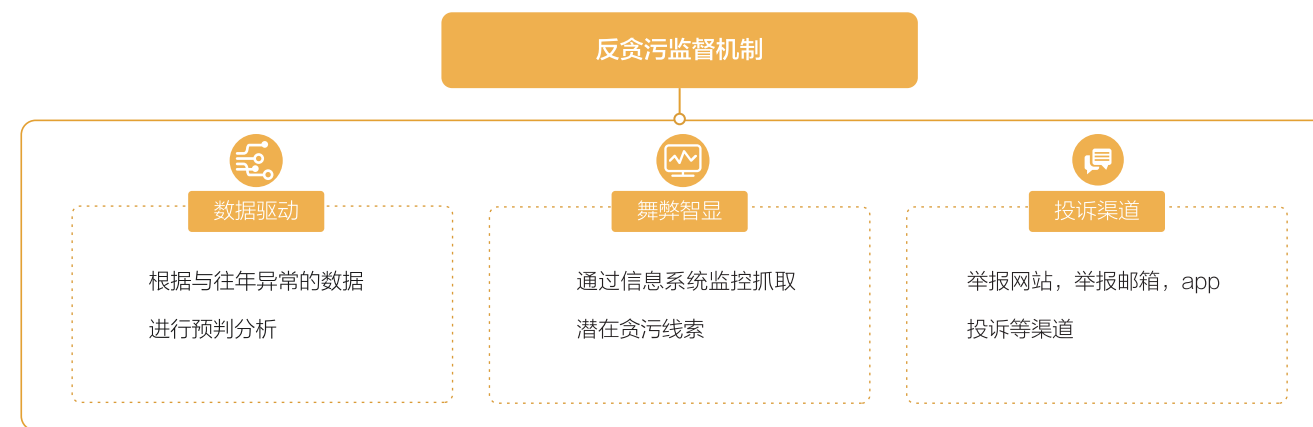 反贪污监督机制
数据驱动
根据与往年异常的数据
进行预判分析
舞弊智显
通过信息系统监控抓取
潜在贪污线索
投诉渠道
举报网站，举报邮箱，app
投诉等渠道